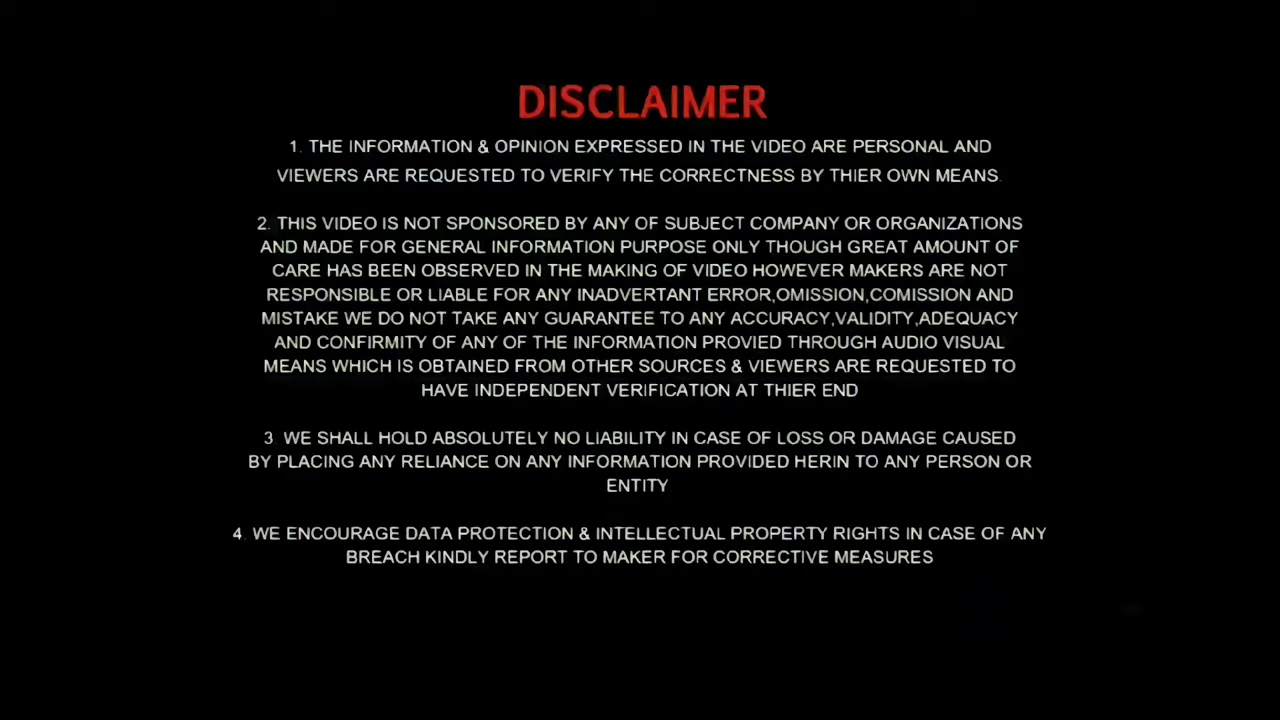 DISCLAIMER
1. THE INFORMATION & OPINION EXPRESSED IN THE VIDEO ARE PERSONAL AND
VIEWERS ARE REQUESTED TO VERIFY THE CORRECTNESS BY THIER OWN MEANS.
2. THIS VIDEO IS NOT SPONSORED BY ANY OF SUBJECT COMPANY OR ORGANIZATIONS
AND MADE FOR GENERAL INFORMATION PURPOSE ONLY THOUGH GREAT AMOUNT OF
CARE HAS BEEN OBSERVED IN THE MAKING OF VIDEO HOWEVER MAKERS ARE NOT
RESPONSIBLE OR LIABLE FOR ANY INADVERTANT ERROR,OMISSION,COMISSION AND
MISTAKE WE DO NOT TAKE ANY GUARANTEE TO ANY ACCURACY,VALIDITY,ADEQUACY
AND CONFIRMITY OF ANY OF THE INFORMATION PROVIED THROUGH AUDIO VISUAL
MEANS WHICH IS OBTAINED FROM OTHER SOURCES & VIEWERS ARE REQUESTED TO
HAVE INDEPENDENT VERIFICATION AT THIER END
3. WE SHALL HOLD ABSOLUTELY NO LIABILITY IN CASE OF LOSS OR DAMAGE CAUSED
BY PLACING ANY RELIANCE ON ANY INFORMATION PROVIDED HERIN TO ANY PERSON OR
ENTITY
4. WE ENCOURAGE DATA PROTECTION & INTELLECTUAL PROPERTY RIGHTS IN CASE OF ANY
BREACH KINDLY REPORT TO MAKER FOR CORRECTIVE MEASURES